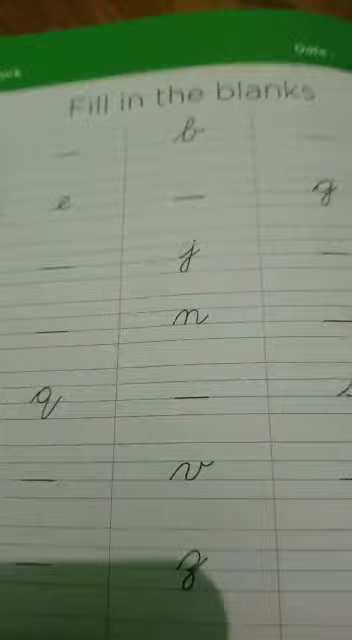 Date
Fill in the blanks
_ b _
e _ g
_ j _
_ n _
q _ s
_ v _
_ z